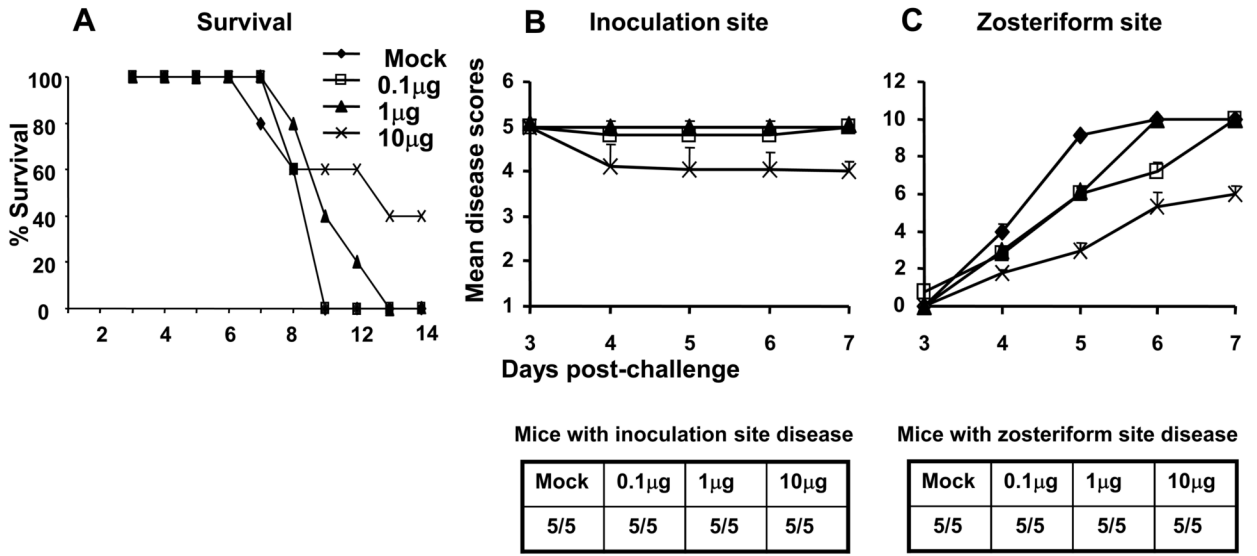 A Survival
Mock
0.1μg
1μg
10μg
% Survival
100
80
60
40
20
0
2 4 6 8 10 12 14
B Inoculation site
Mean disease scores
6
5
4
3
2
1
3 4 5 6 7
Days post-challenge
C Zosteriform site
12
10
8
6
4
2
0
3 4 5 6 7
Mice with inoculation site disease
Mock 0.1μg 1μg 10μg
5/5 5/5 5/5 5/5
Mice with zosteriform site disease
Mock 0.1μg 1μg 10μg
5/5 5/5 5/5 5/5